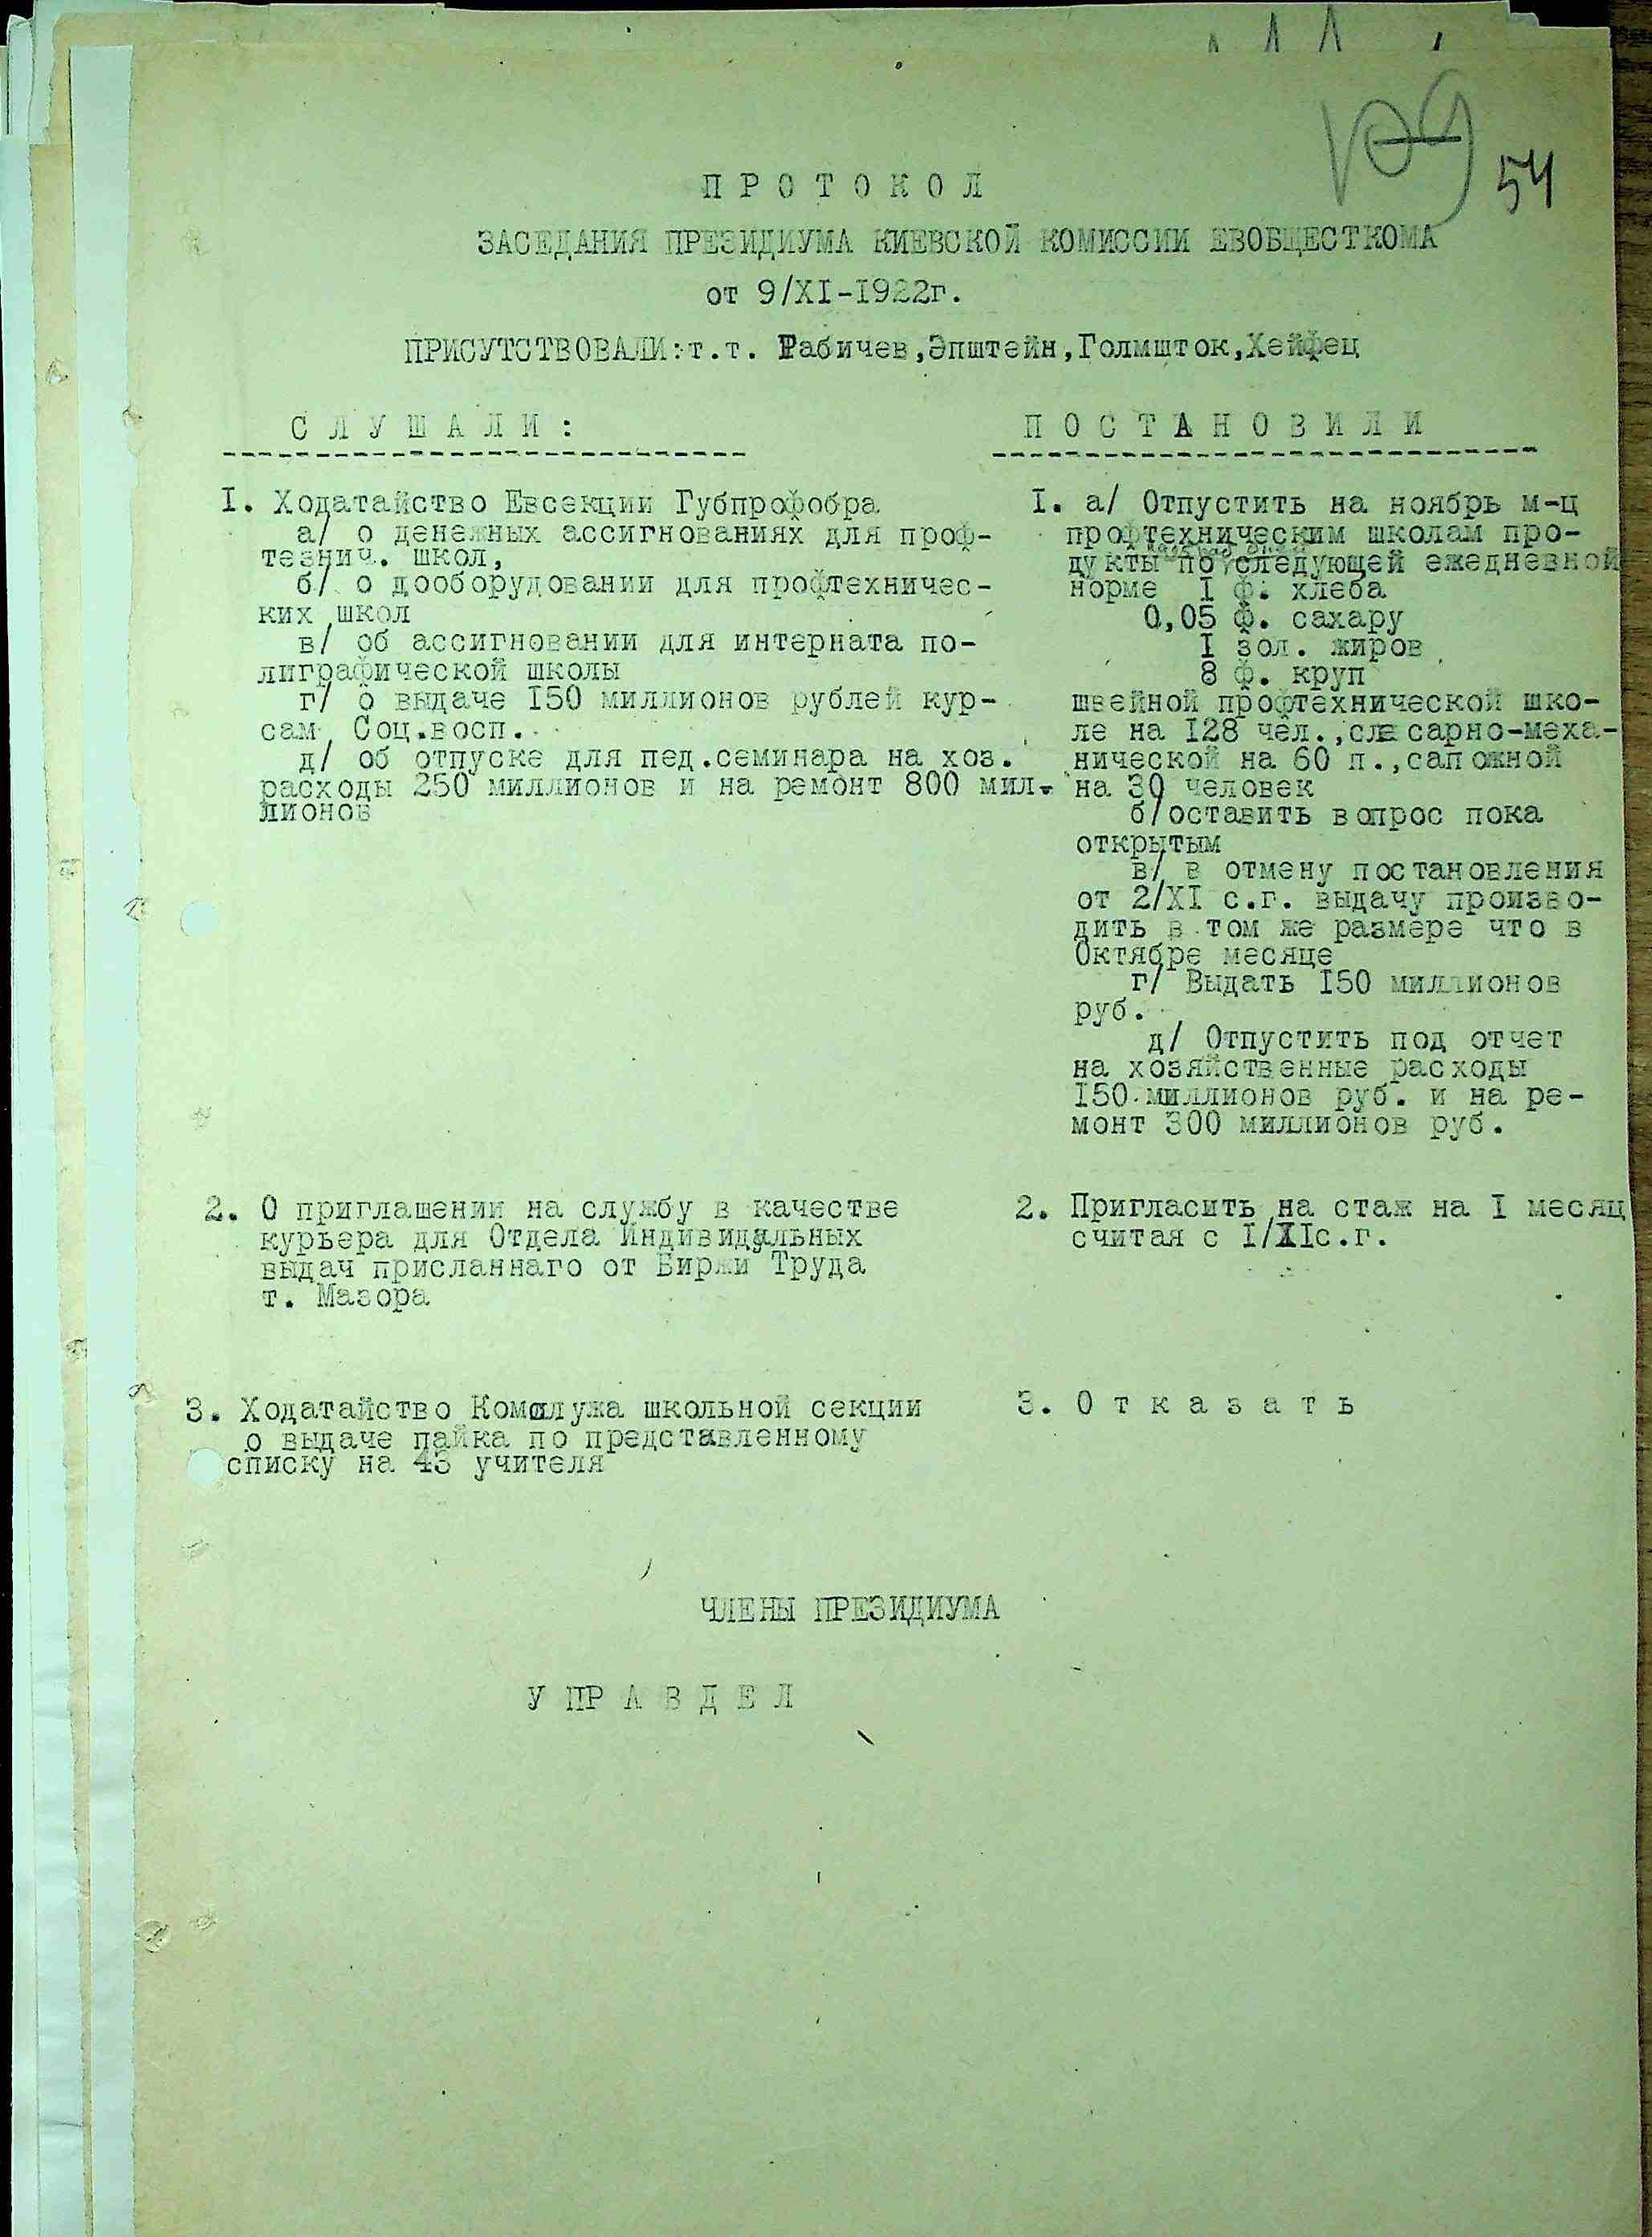 54
П Р О Т О К О Л
ЗАСЕДАНИЯ ПРЕЗИДИУМА КИЕВСКОЙ КОМИССИИ ЕВОБЩЕСТКОМА
от 9/XI-I922г.
ПРИСУТСТВОВАЛИ:т.т. Рабичев,Эпштейн,Голмшток,Хейфец
С Л У Ш А Л И :
I. Ходатайство Евсекции Губпрофобра
а/ о денежных ассигнованиях для проф-
тезнич. школ,
б/ о дооборудовании для профтехничес-
ких школ
в/ об ассигновании для интерната по-
лиграфической школы
г/ о выдаче I50 миллионов рублей кур-
сам Соц.восп.
д/ об отпуске для пед.семинара на хоз.
расходы 250 миллионов и на ремонт 800 мил-
лионов
П О С Т А Н О В И Л И
I. а/ Отпустить на ноябрь м-ц
профтехническим школам про-
дукты по следующей ежедневной
норме I ф. хлеба
0,05 ф. сахару
I зол. жиров
8 ф. круп
швейной профтехнической шко-
ле на I28 чел.,слесарно-меха-
нической на 60 п.,сапожной
на 30 человек
б/оставить вопрос пока
открытым
в/ в отмену постановления
от 2/XI с.г. выдачу произво-
дить в том же размере что в
Октябре месяце
г/ Выдать I50 миллионов
руб.
д/ Отпустить под отчет
на хозяйственные расходы
I50 миллионов руб. и на ре-
монт 300 миллионов руб.
2. О приглашении на службу в качестве
курьера для Отдела Индивидуальных
выдач присланнаго от Биржи Труда
т. Мазора
2. Пригласить на стаж на I месяц
считая с I/XIс.г.
3. Ходатайство Комслужа школьной секции
о выдаче пайка по представленному
списку на 43 учителя
3. О т к а з а т ь
ЧЛЕНЫ ПРЕЗИДИУМА
У ПР А В Д Е Л